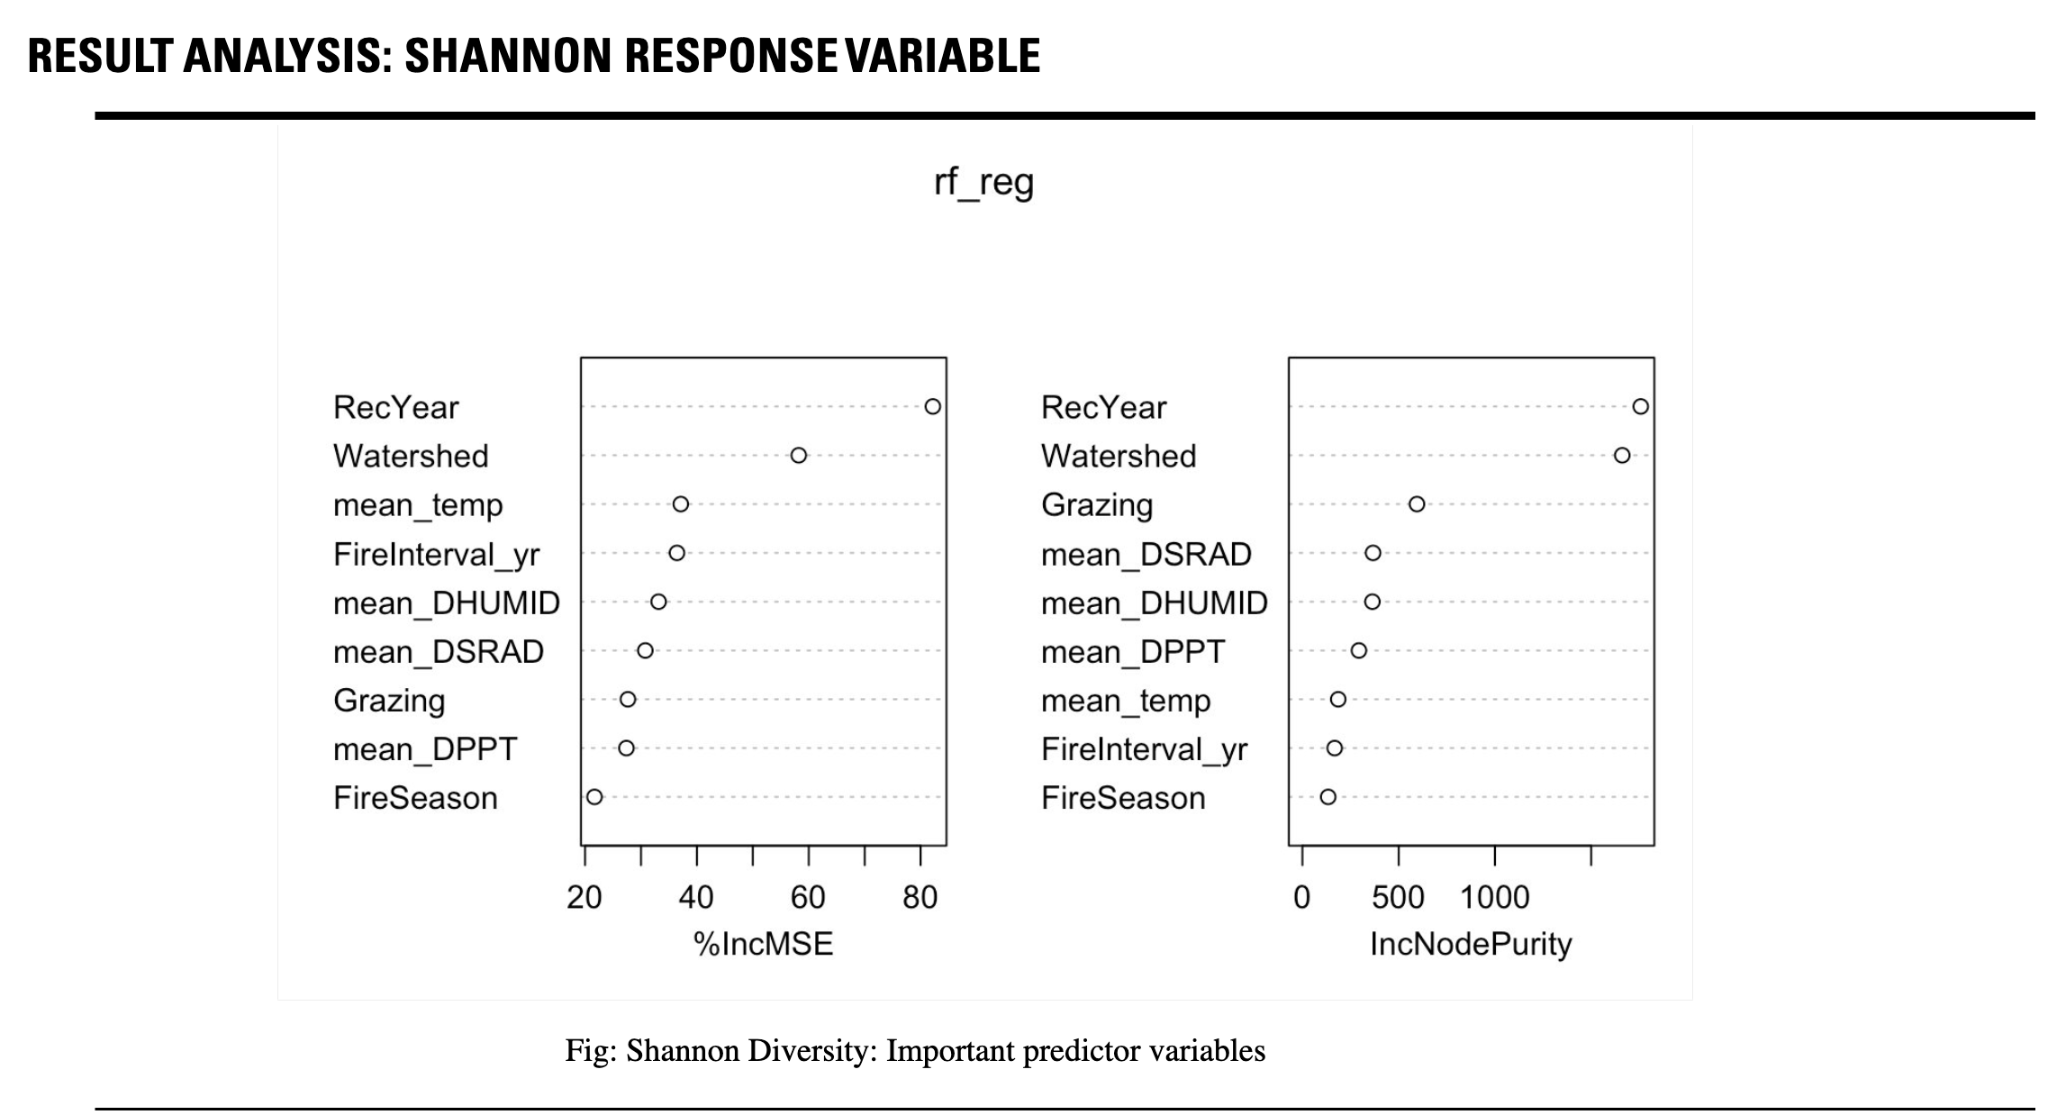 RESULT ANALYSIS: SHANNON RESPONSE VARIABLE
rf_reg
RecYear
Watershed
mean_temp
FireInterval_yr
mean_DHUMID
mean_DSRAD
Grazing
mean_DPPT
FireSeason
20 40 60 80
%IncMSE
RecYear
Watershed
Grazing
mean_DSRAD
mean_DHUMID
mean_DPPT
mean_temp
FireInterval_yr
FireSeason
0 500 1000
IncNodePurity
Fig: Shannon Diversity: Important predictor variables